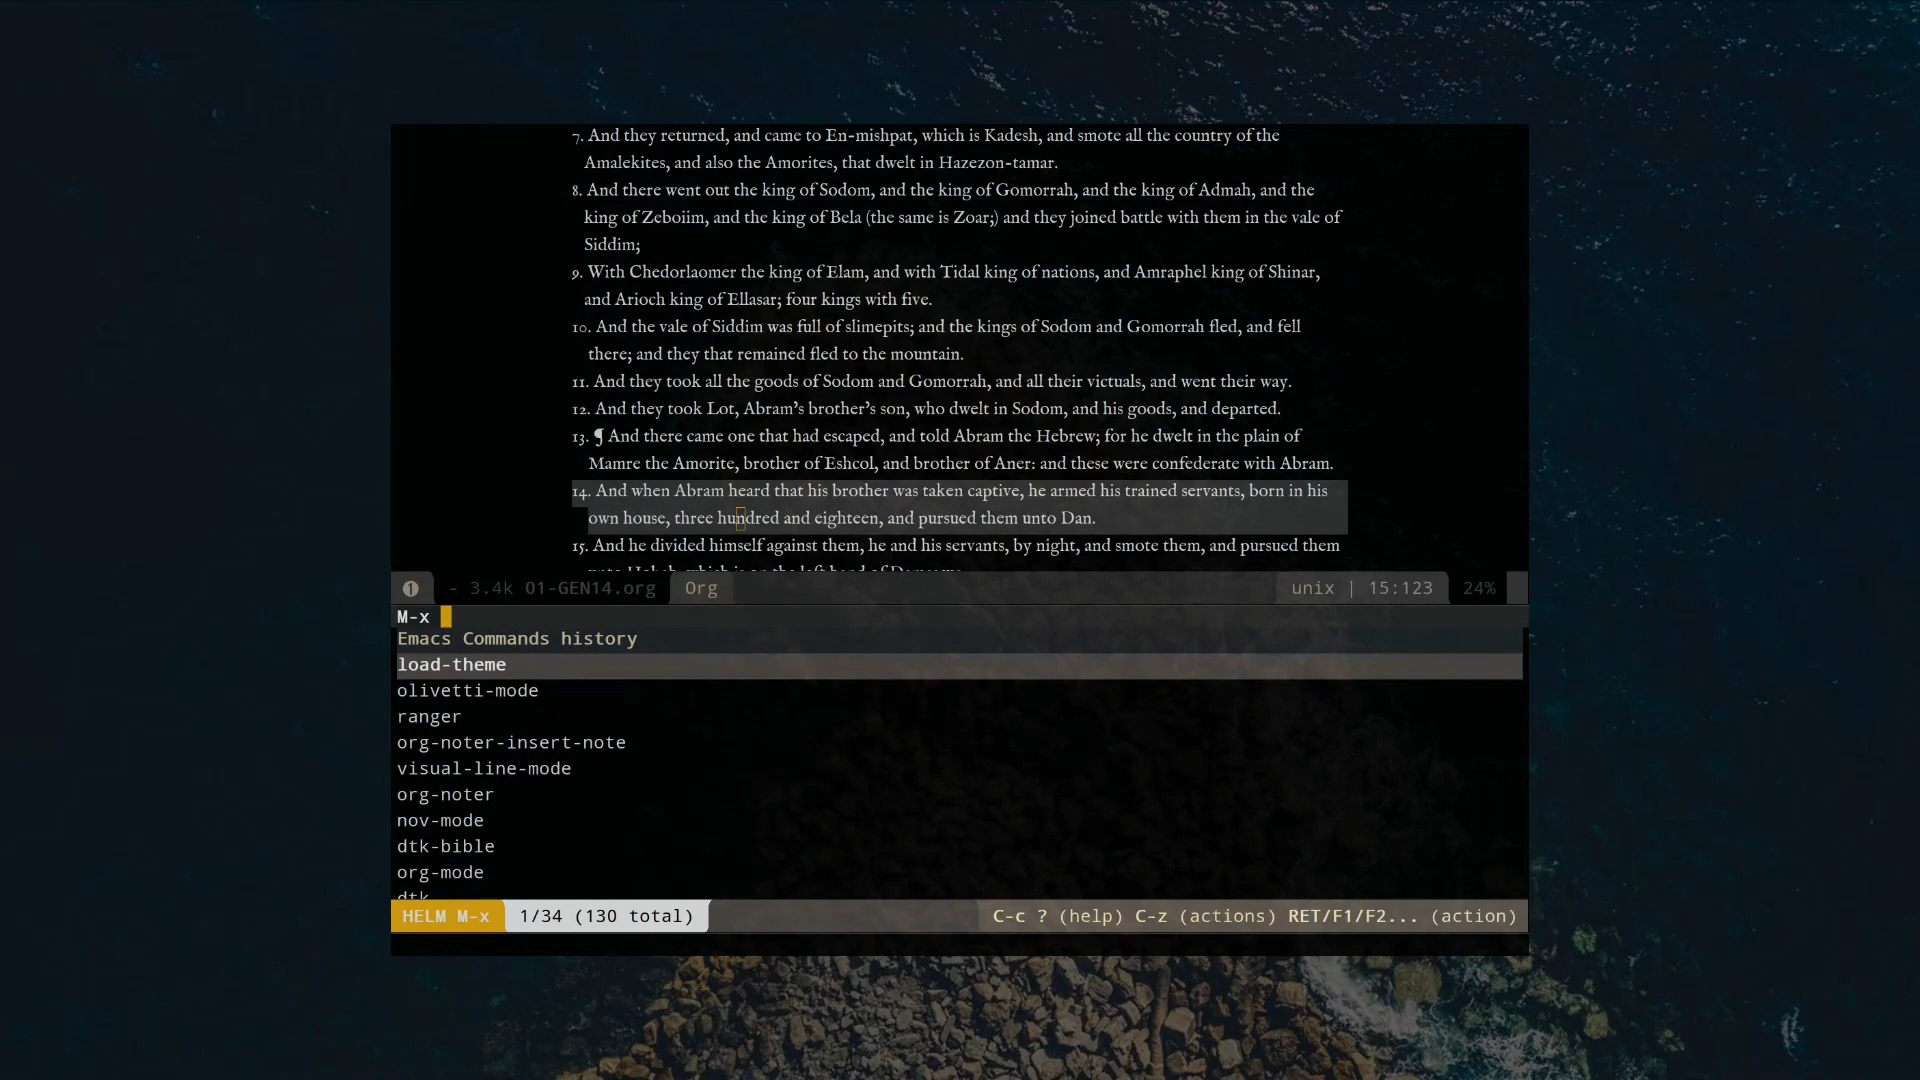 7. And they returned, and came to En-mishpat, which is Kadesh, and smote all the country of the
Amalekites, and also the Amorites, that dwelt in Hazezon-tamar.
8. And there went out the king of Sodom, and the king of Gomorrah, and the king of Admah, and the
king of Zeboiim, and the king of Bela (the same is Zoar;) and they joined battle with them in the vale of
Siddim;
9. With Chedorlaomer the king of Elam, and with Tidal king of nations, and Amraphel king of Shinar,
and Arioch king of Ellasar; four kings with five.
10. And the vale of Siddim was full of slimepits; and the kings of Sodom and Gomorrah fled, and fell
there; and they that remained fled to the mountain.
11. And they took all the goods of Sodom and Gomorrah, and all their victuals, and went their way.
12. And they took Lot, Abram’s brother’s son, who dwelt in Sodom, and his goods, and departed.
13. ¶ And there came one that had escaped, and told Abram the Hebrew; for he dwelt in the plain of
Mamre the Amorite, brother of Eshcol, and brother of Aner: and these were confederate with Abram.
14. And when Abram heard that his brother was taken captive, he armed his trained servants, born in his
own house, three hundred and eighteen, and pursued them unto Dan.
15. And he divided himself against them, he and his servants, by night, and smote them, and pursued them
unto Hobah, which is on the left hand of Damascus.
❶ - 3.4k 01-GEN14.org Org unix | 15:123 24%
M-x
Emacs Commands history
load-theme
olivetti-mode
ranger
org-noter-insert-note
visual-line-mode
org-noter
nov-mode
dtk-bible
org-mode
dtk
HELM M-x 1/34 (130 total) C-c ? (help) C-z (actions) RET/F1/F2... (action)